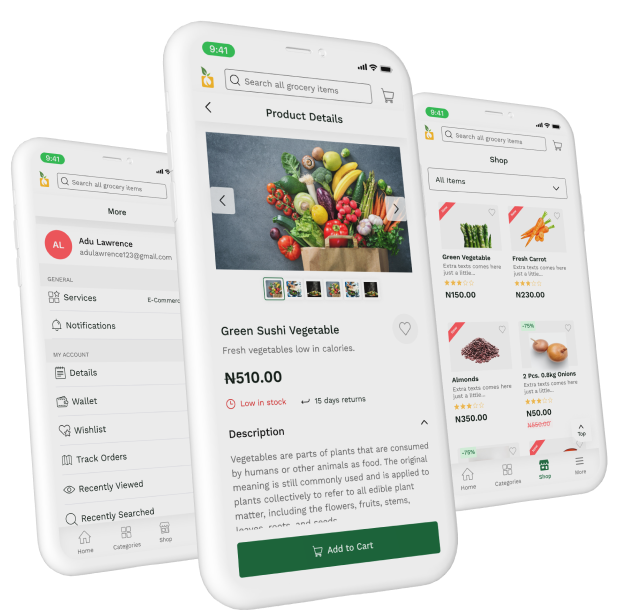 9:41
Search all grocery items
More
AL
Adu Lawrence
adulawrence123@gmail.com
GENERAL
Services
E-Commerc
Notifications
MY ACCOUNT
Details
Wallet
Wishlist
Track Orders
Recently Viewed
Recently Searched
Home
Categories
Shop
9:41
Search all grocery items
Product Details
Green Sushi Vegetable
Fresh vegetables low in calories.
₦510.00
Low in stock
15 days returns
Description
Vegetables are parts of plants that are consumed
by humans or other animals as food. The original
meaning is still commonly used and is applied to
plants collectively to refer to all edible plant
matter, including the flowers, fruits, stems,
leaves, roots, and seeds.
Add to Cart
9:41
Search all grocery items
Shop
All Items
Green Vegetable
Extra texts comes here
just a little...
₦150.00
Fresh Carrot
Extra texts comes here
just a little...
₦230.00
Almonds
Extra texts comes here
just a little...
₦350.00
-75%
2 Pcs. 0.8kg Onions
Extra texts comes here
just a little...
₦50.00
-75%
Top
Home
Categories
Shop
More